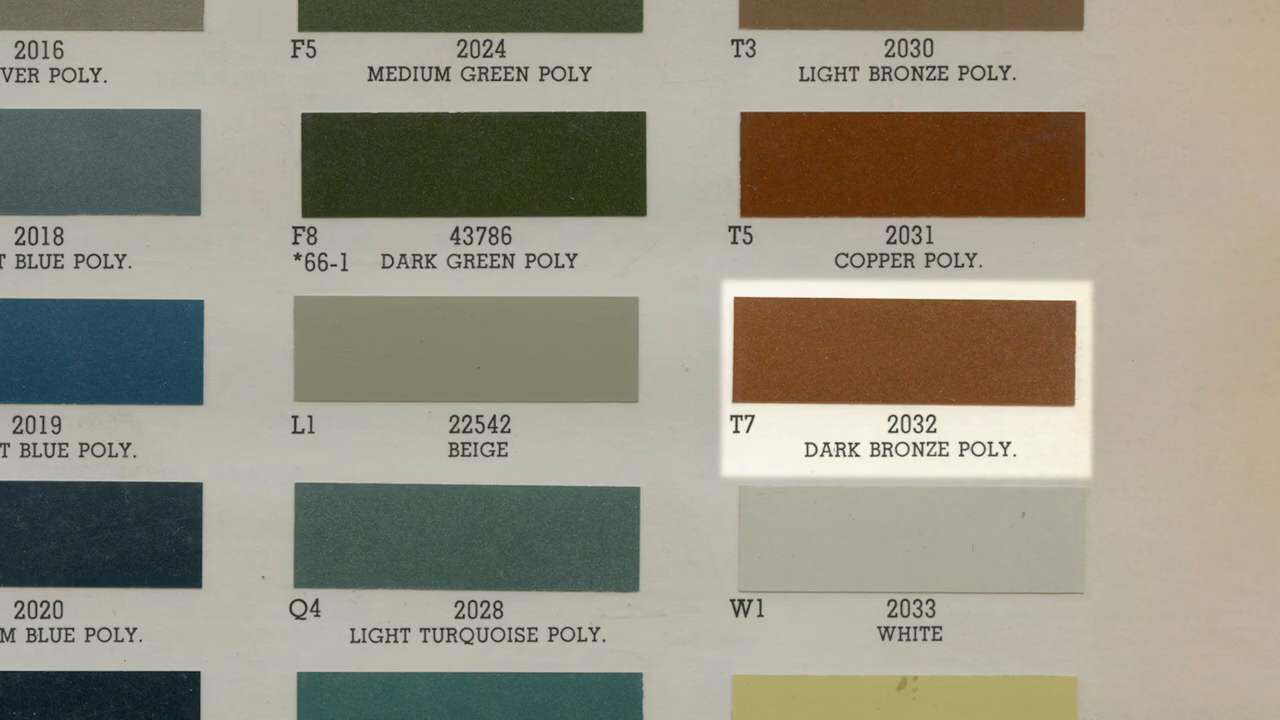 2016
VER POLY.
F5 2024
MEDIUM GREEN POLY
T3 2030
LIGHT BRONZE POLY.
2018
T BLUE POLY.
F8 43786
*66-1 DARK GREEN POLY
T5 2031
COPPER POLY.
2019
T BLUE POLY.
L1 22542
BEIGE
T7 2032
DARK BRONZE POLY.
2020
M BLUE POLY.
Q4 2028
LIGHT TURQUOISE POLY.
W1 2033
WHITE